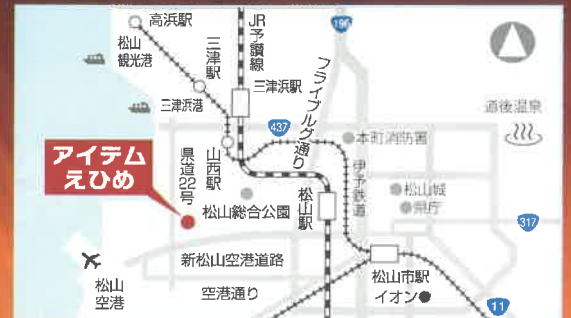 高浜駅
松山
観光港
三津駅
三津浜港
JR予讃線
三津浜駅
フライブルグ通り
196
道後温泉
437
本町消防署
アイテム
えひめ
県道22号
山西駅
伊予鉄道
松山城
県庁
松山総合公園
松山駅
317
新松山空港道路
松山
空港
空港通り
松山市駅
イオン
11